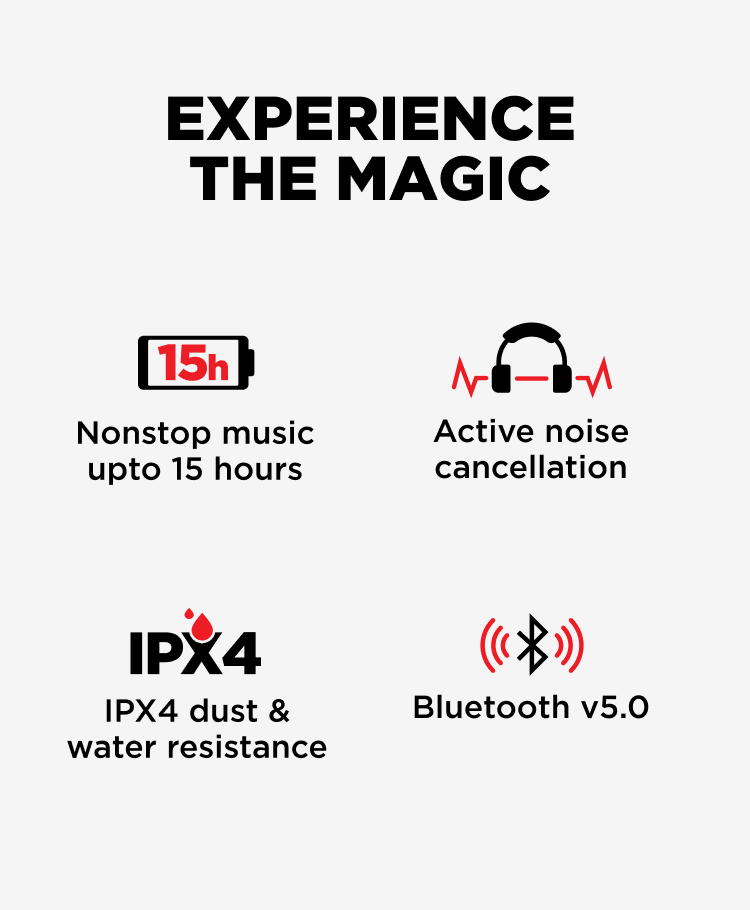 EXPERIENCE
THE MAGIC
15h
Nonstop music
upto 15 hours
Active noise
cancellation
IPX4
IPX4 dust &
water resistance
Bluetooth v5.0